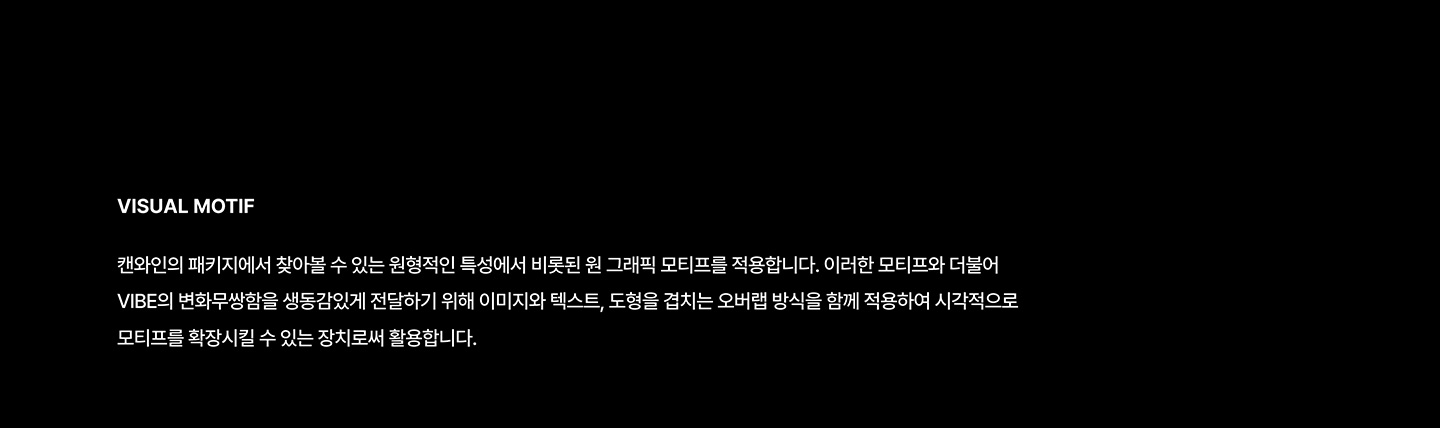 VISUAL MOTIF
캔와인의 패키지에서 찾아볼 수 있는 원형적인 특성에서 비롯된 원 그래픽 모티프를 적용합니다. 이러한 모티프와 더불어
VIBE의 변화무쌍함을 생동감있게 전달하기 위해 이미지와 텍스트, 도형을 겹치는 오버랩 방식을 함께 적용하여 시각적으로
모티프를 확장시킬 수 있는 장치로써 활용합니다.